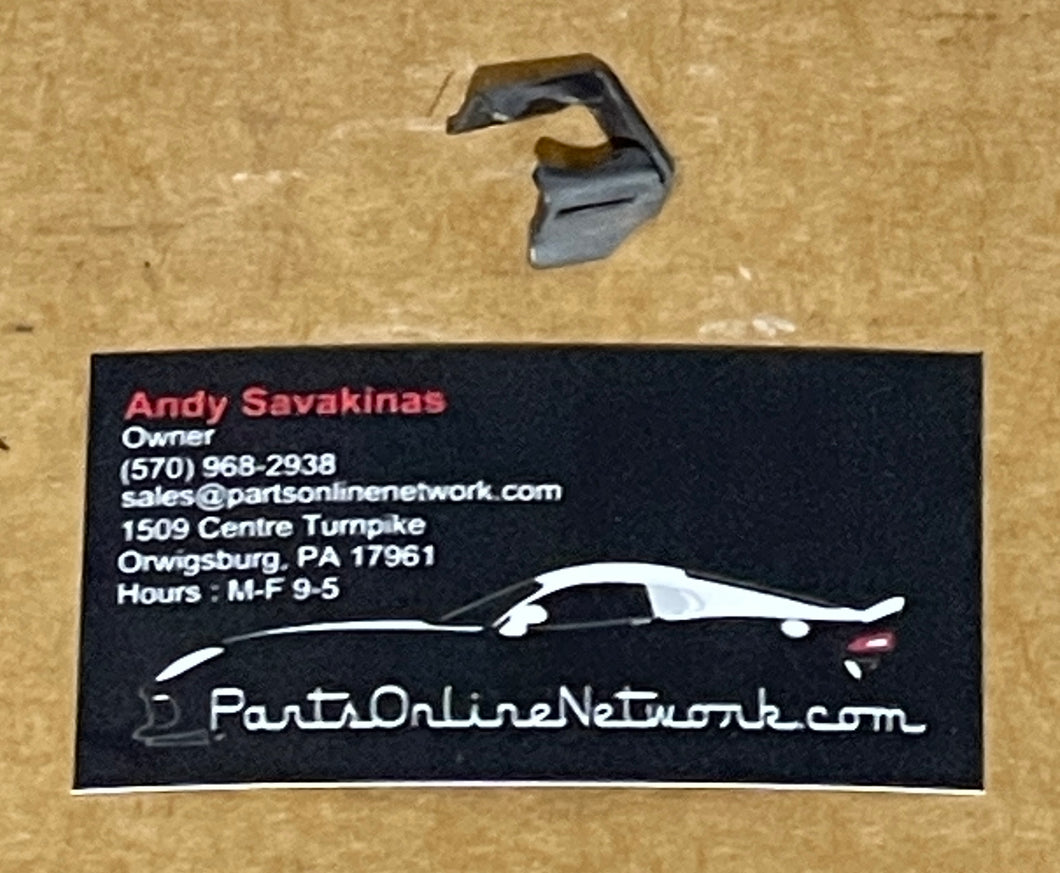 Andy Savakinas
Owner
(570) 968-2938
sales@partsonlinenetwork.com
1509 Centre Turnpike
Orwigsburg, PA 17961
Hours : M-F 9-5
PartsOnlineNetwork.com